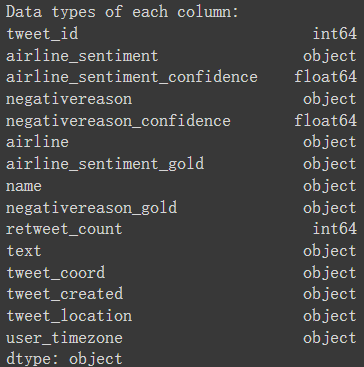 Data types of each column:
tweet_id int64
airline_sentiment object
airline_sentiment_confidence float64
negativereason object
negativereason_confidence float64
airline object
airline_sentiment_gold object
name object
negativereason_gold object
retweet_count int64
text object
tweet_coord object
tweet_created object
tweet_location object
user_timezone object
dtype: object